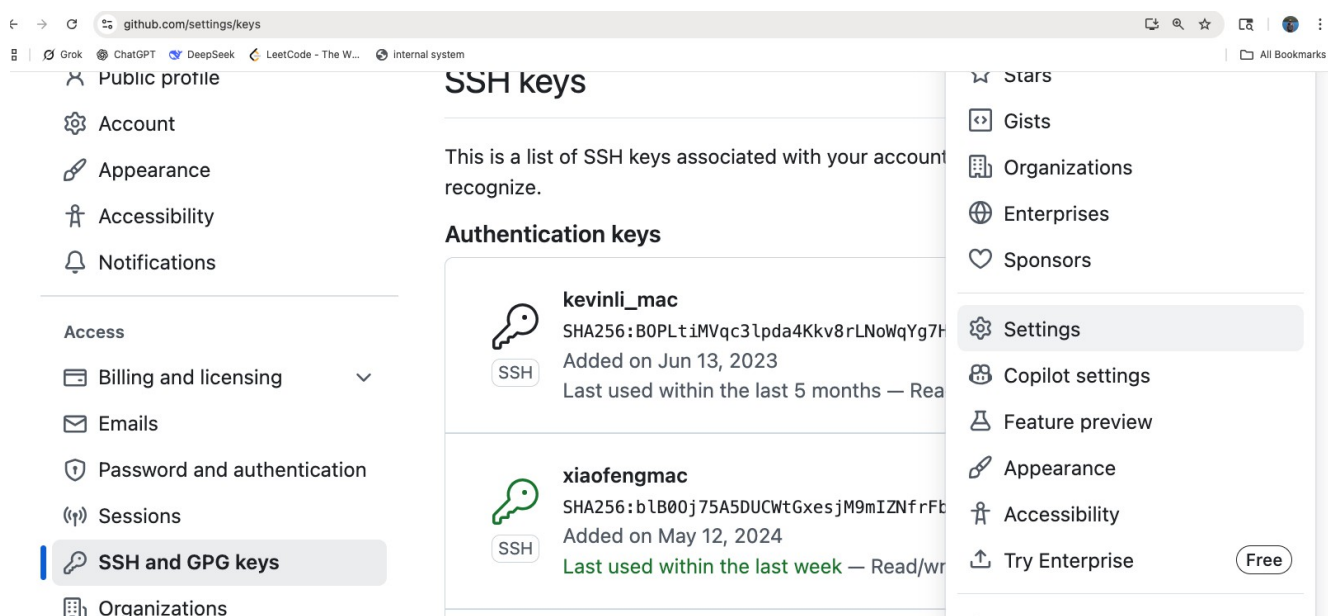 github.com/settings/keys
Grok
ChatGPT
DeepSeek
LeetCode - The W...
internal system
All Bookmarks
Public profile
Account
Appearance
Accessibility
Notifications
Access
Billing and licensing
Emails
Password and authentication
Sessions
SSH and GPG keys
Organizations
SSH keys
This is a list of SSH keys associated with your account
recognize.
Authentication keys
kevinli_mac
SHA256:BOPLtiMVqc3lpda4Kkv8rLNoWqYg7H
Added on Jun 13, 2023
Last used within the last 5 months — Rea
SSH
xiaofengmac
SHA256:blB0Oj75A5DUCWtGxesjM9mIZNfrFb
Added on May 12, 2024
Last used within the last week — Read/wr
SSH
Stars
Gists
Organizations
Enterprises
Sponsors
Settings
Copilot settings
Feature preview
Appearance
Accessibility
Try Enterprise
Free